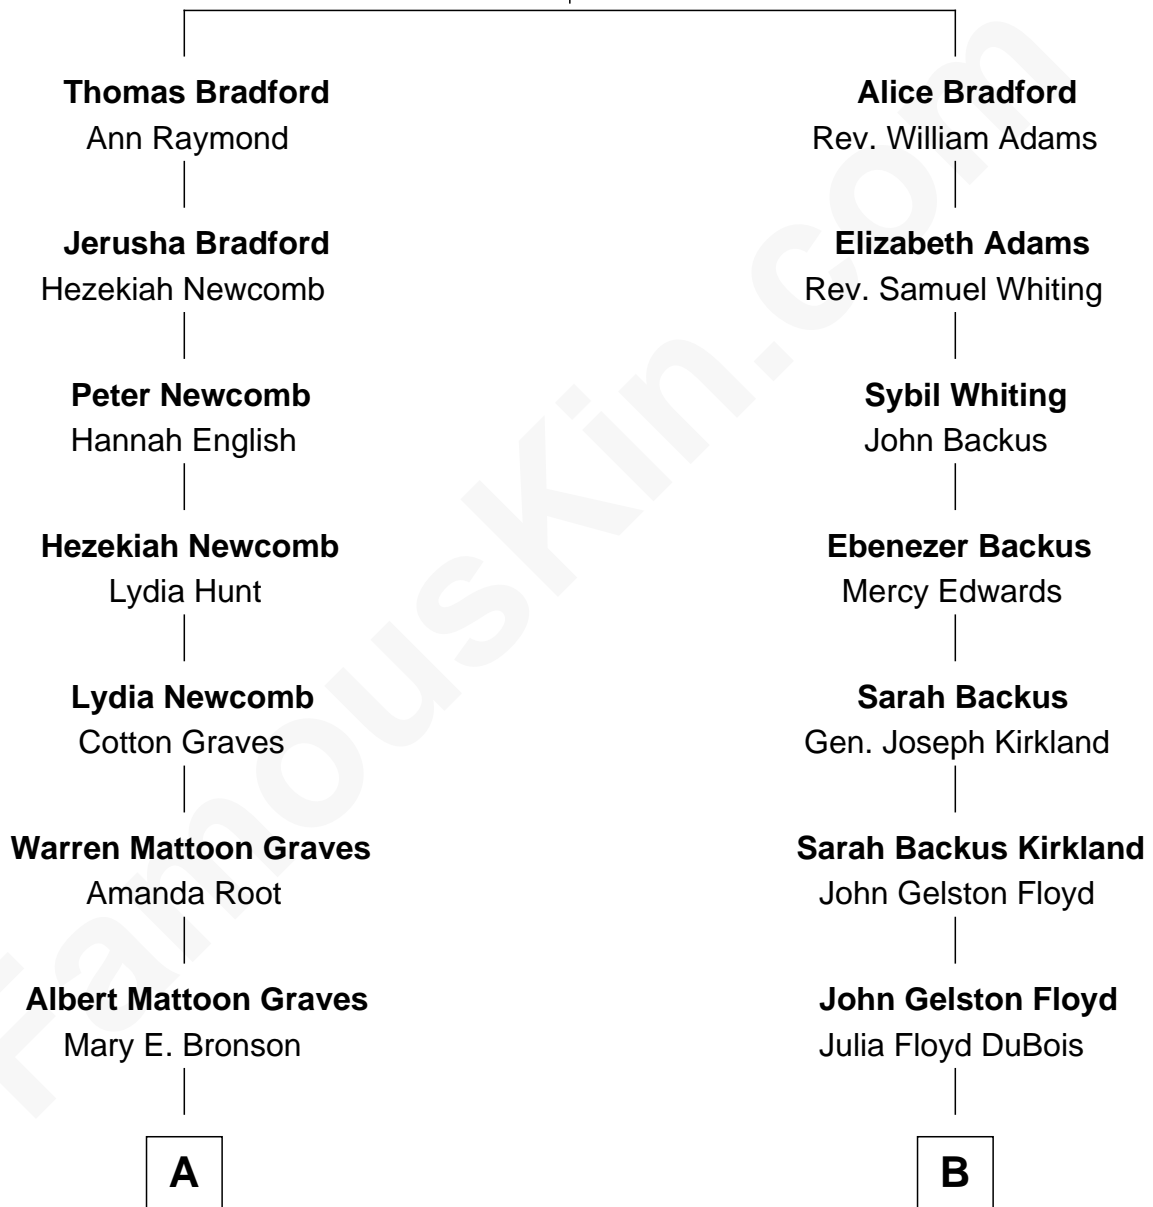 Thomas Bradford
Ann Raymond
Jerusha Bradford
Hezekiah Newcomb
Peter Newcomb
Hannah English
Hezekiah Newcomb
Lydia Hunt
Lydia Newcomb
Cotton Graves
Warren Mattoon Graves
Amanda Root
Albert Mattoon Graves
Mary E. Bronson
A
Alice Bradford
Rev. William Adams
Elizabeth Adams
Rev. Samuel Whiting
Sybil Whiting
John Backus
Ebenezer Backus
Mercy Edwards
Sarah Backus
Gen. Joseph Kirkland
Sarah Backus Kirkland
John Gelston Floyd
John Gelston Floyd
Julia Floyd DuBois
B
FamousKin.com